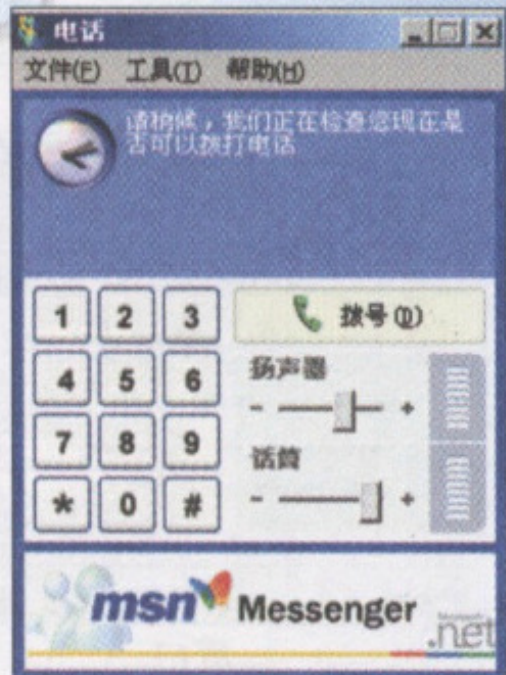 电话
文件(F) 工具(T) 帮助(H)
请稍候，我们正在检查您现在是
否可以拨打电话
1 2 3
拨号(D)
4 5 6
扬声器
- +
7 8 9
话筒
* 0 #
- +
msn Messenger
Microsoft
.net